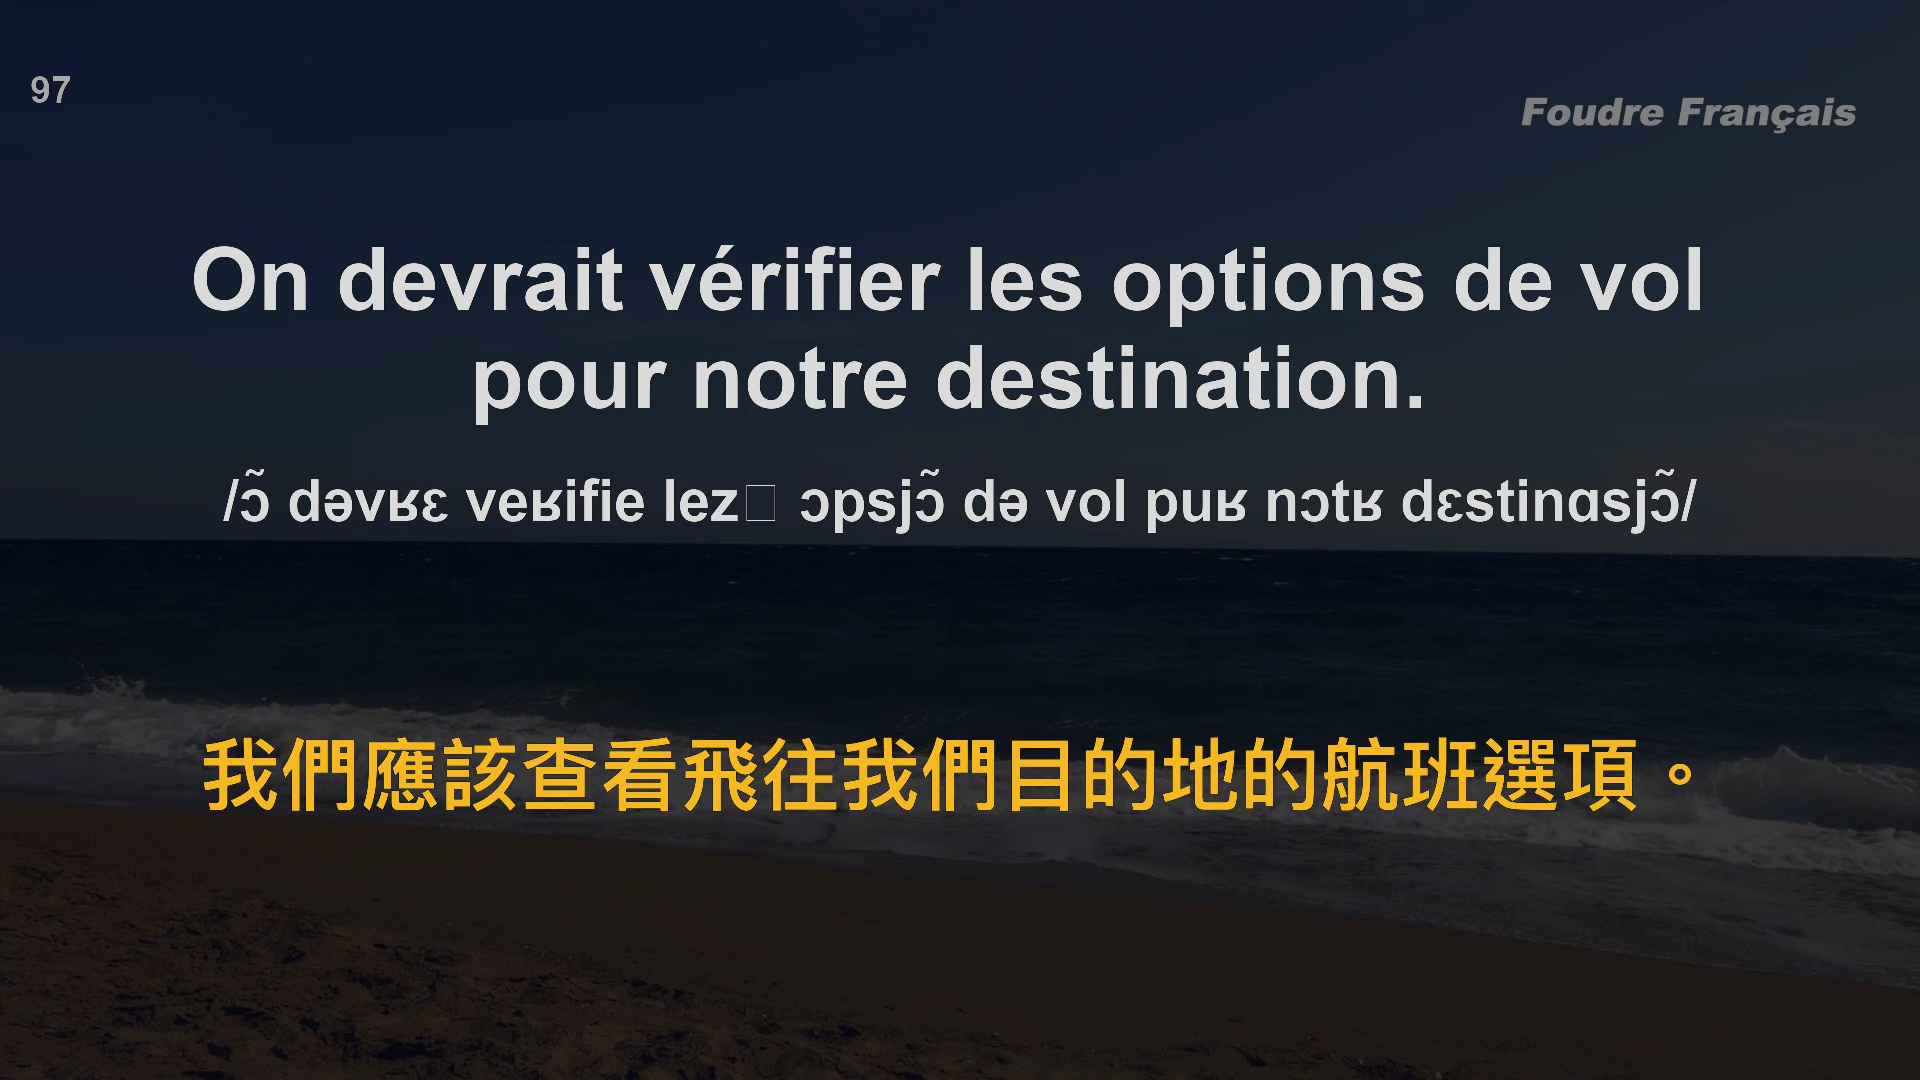 97
Foudre Français
On devrait vérifier les options de vol
pour notre destination.
/ɔ̃ dəvʁɛ veʁifie lez□ ɔpsjɔ̃ də vol puʁ nɔtʁ dɛstinɑsjɔ̃/
我們應該查看飛往我們目的地的航班選項。